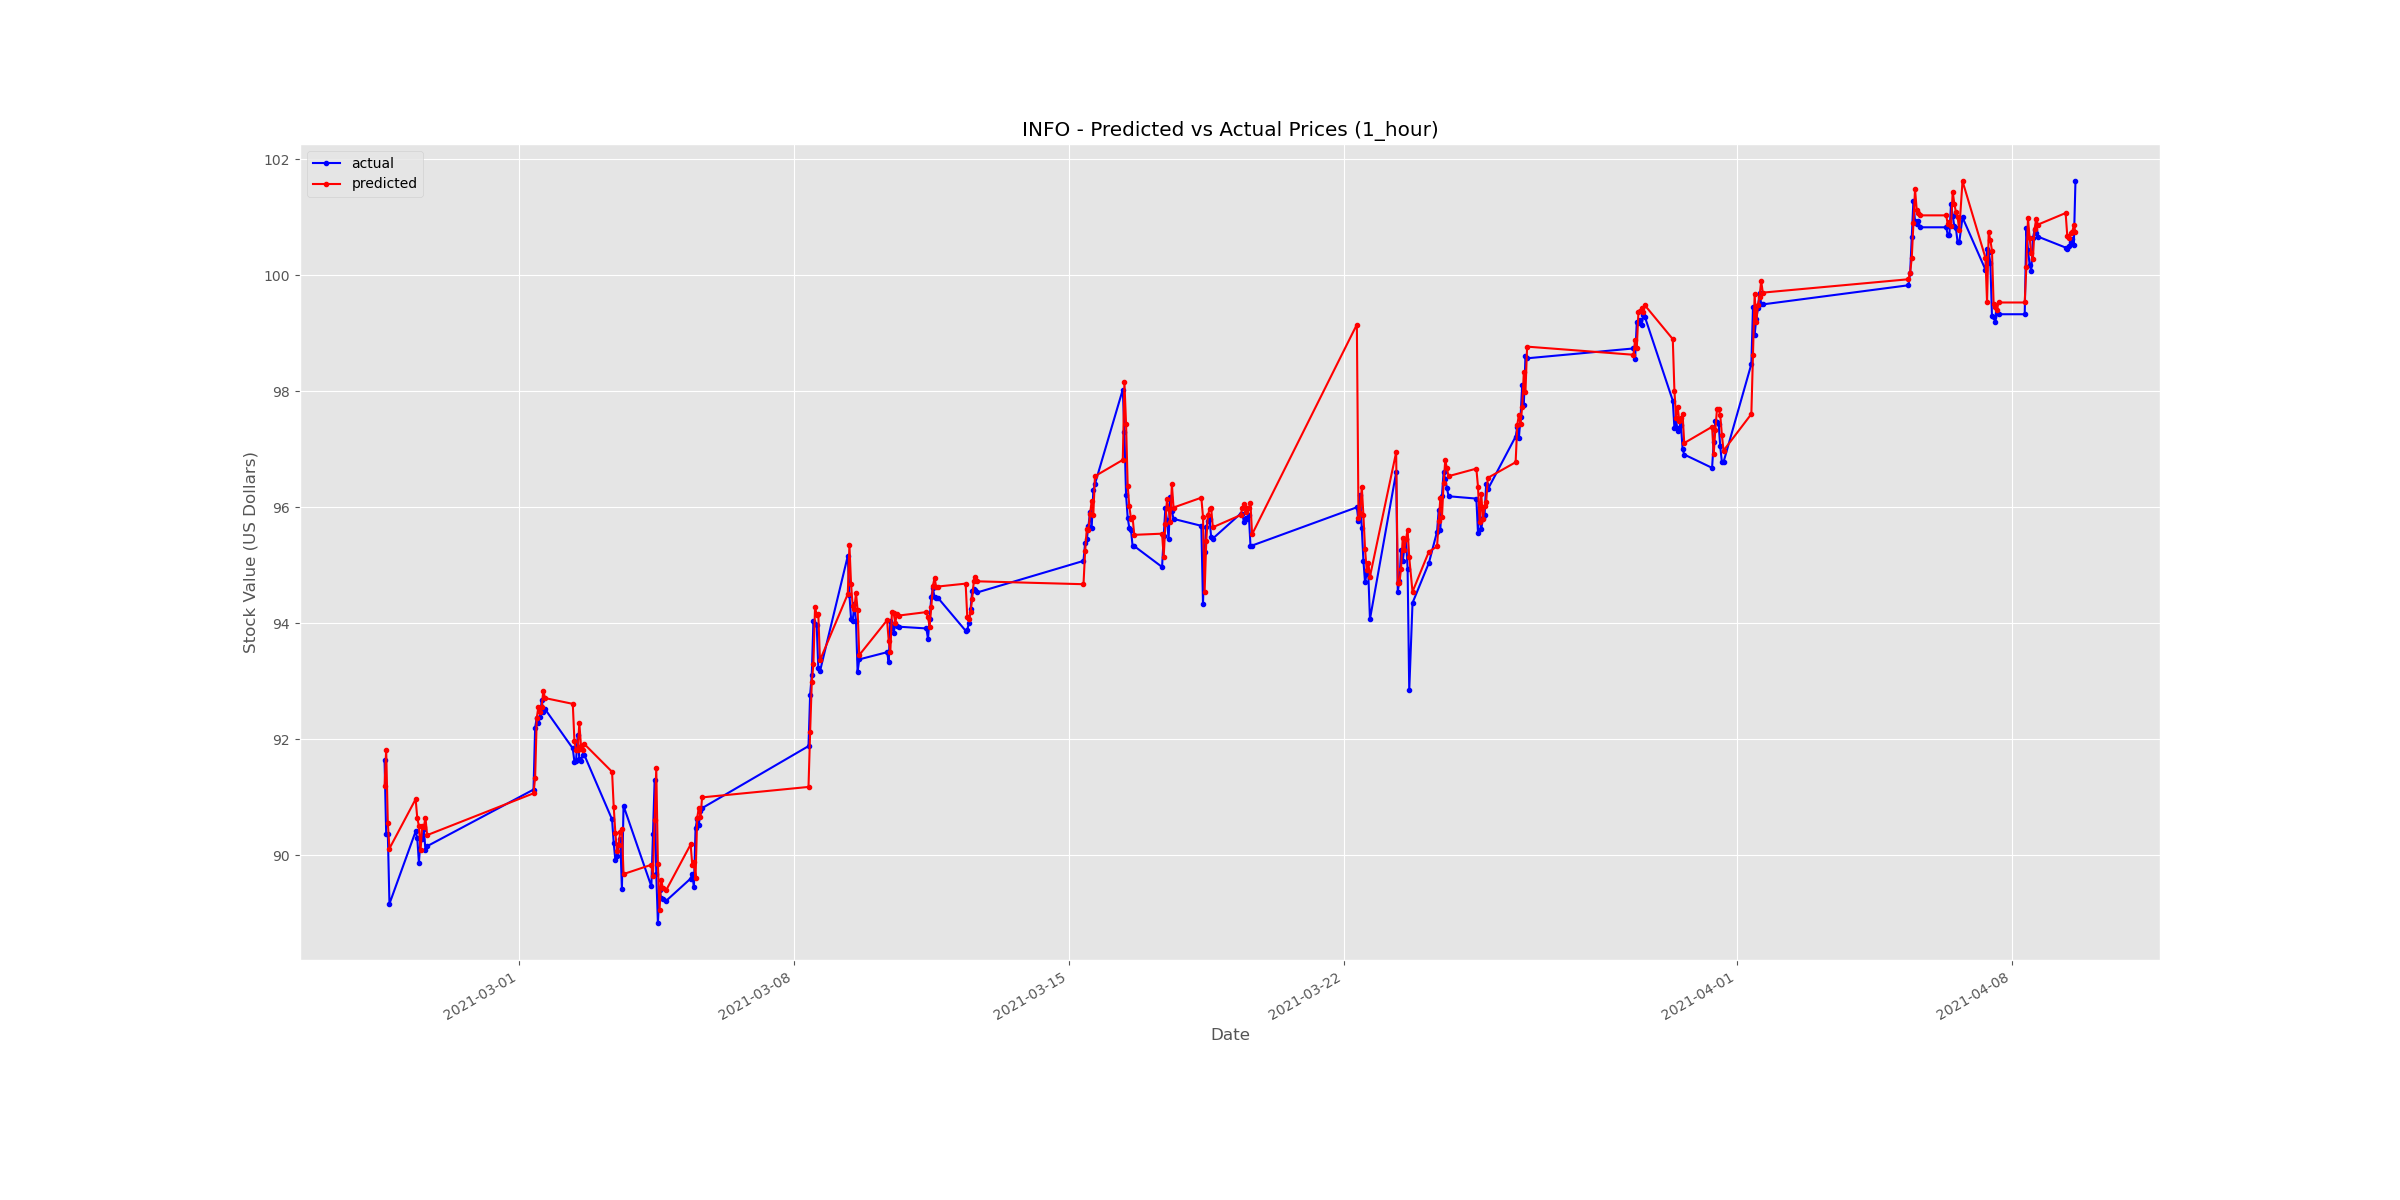 INFO - Predicted vs Actual Prices (1_hour)
actual
predicted
102
100
98
96
94
92
90
Stock Value (US Dollars)
2021-03-01
2021-03-08
2021-03-15
2021-03-22
2021-04-01
2021-04-08
Date